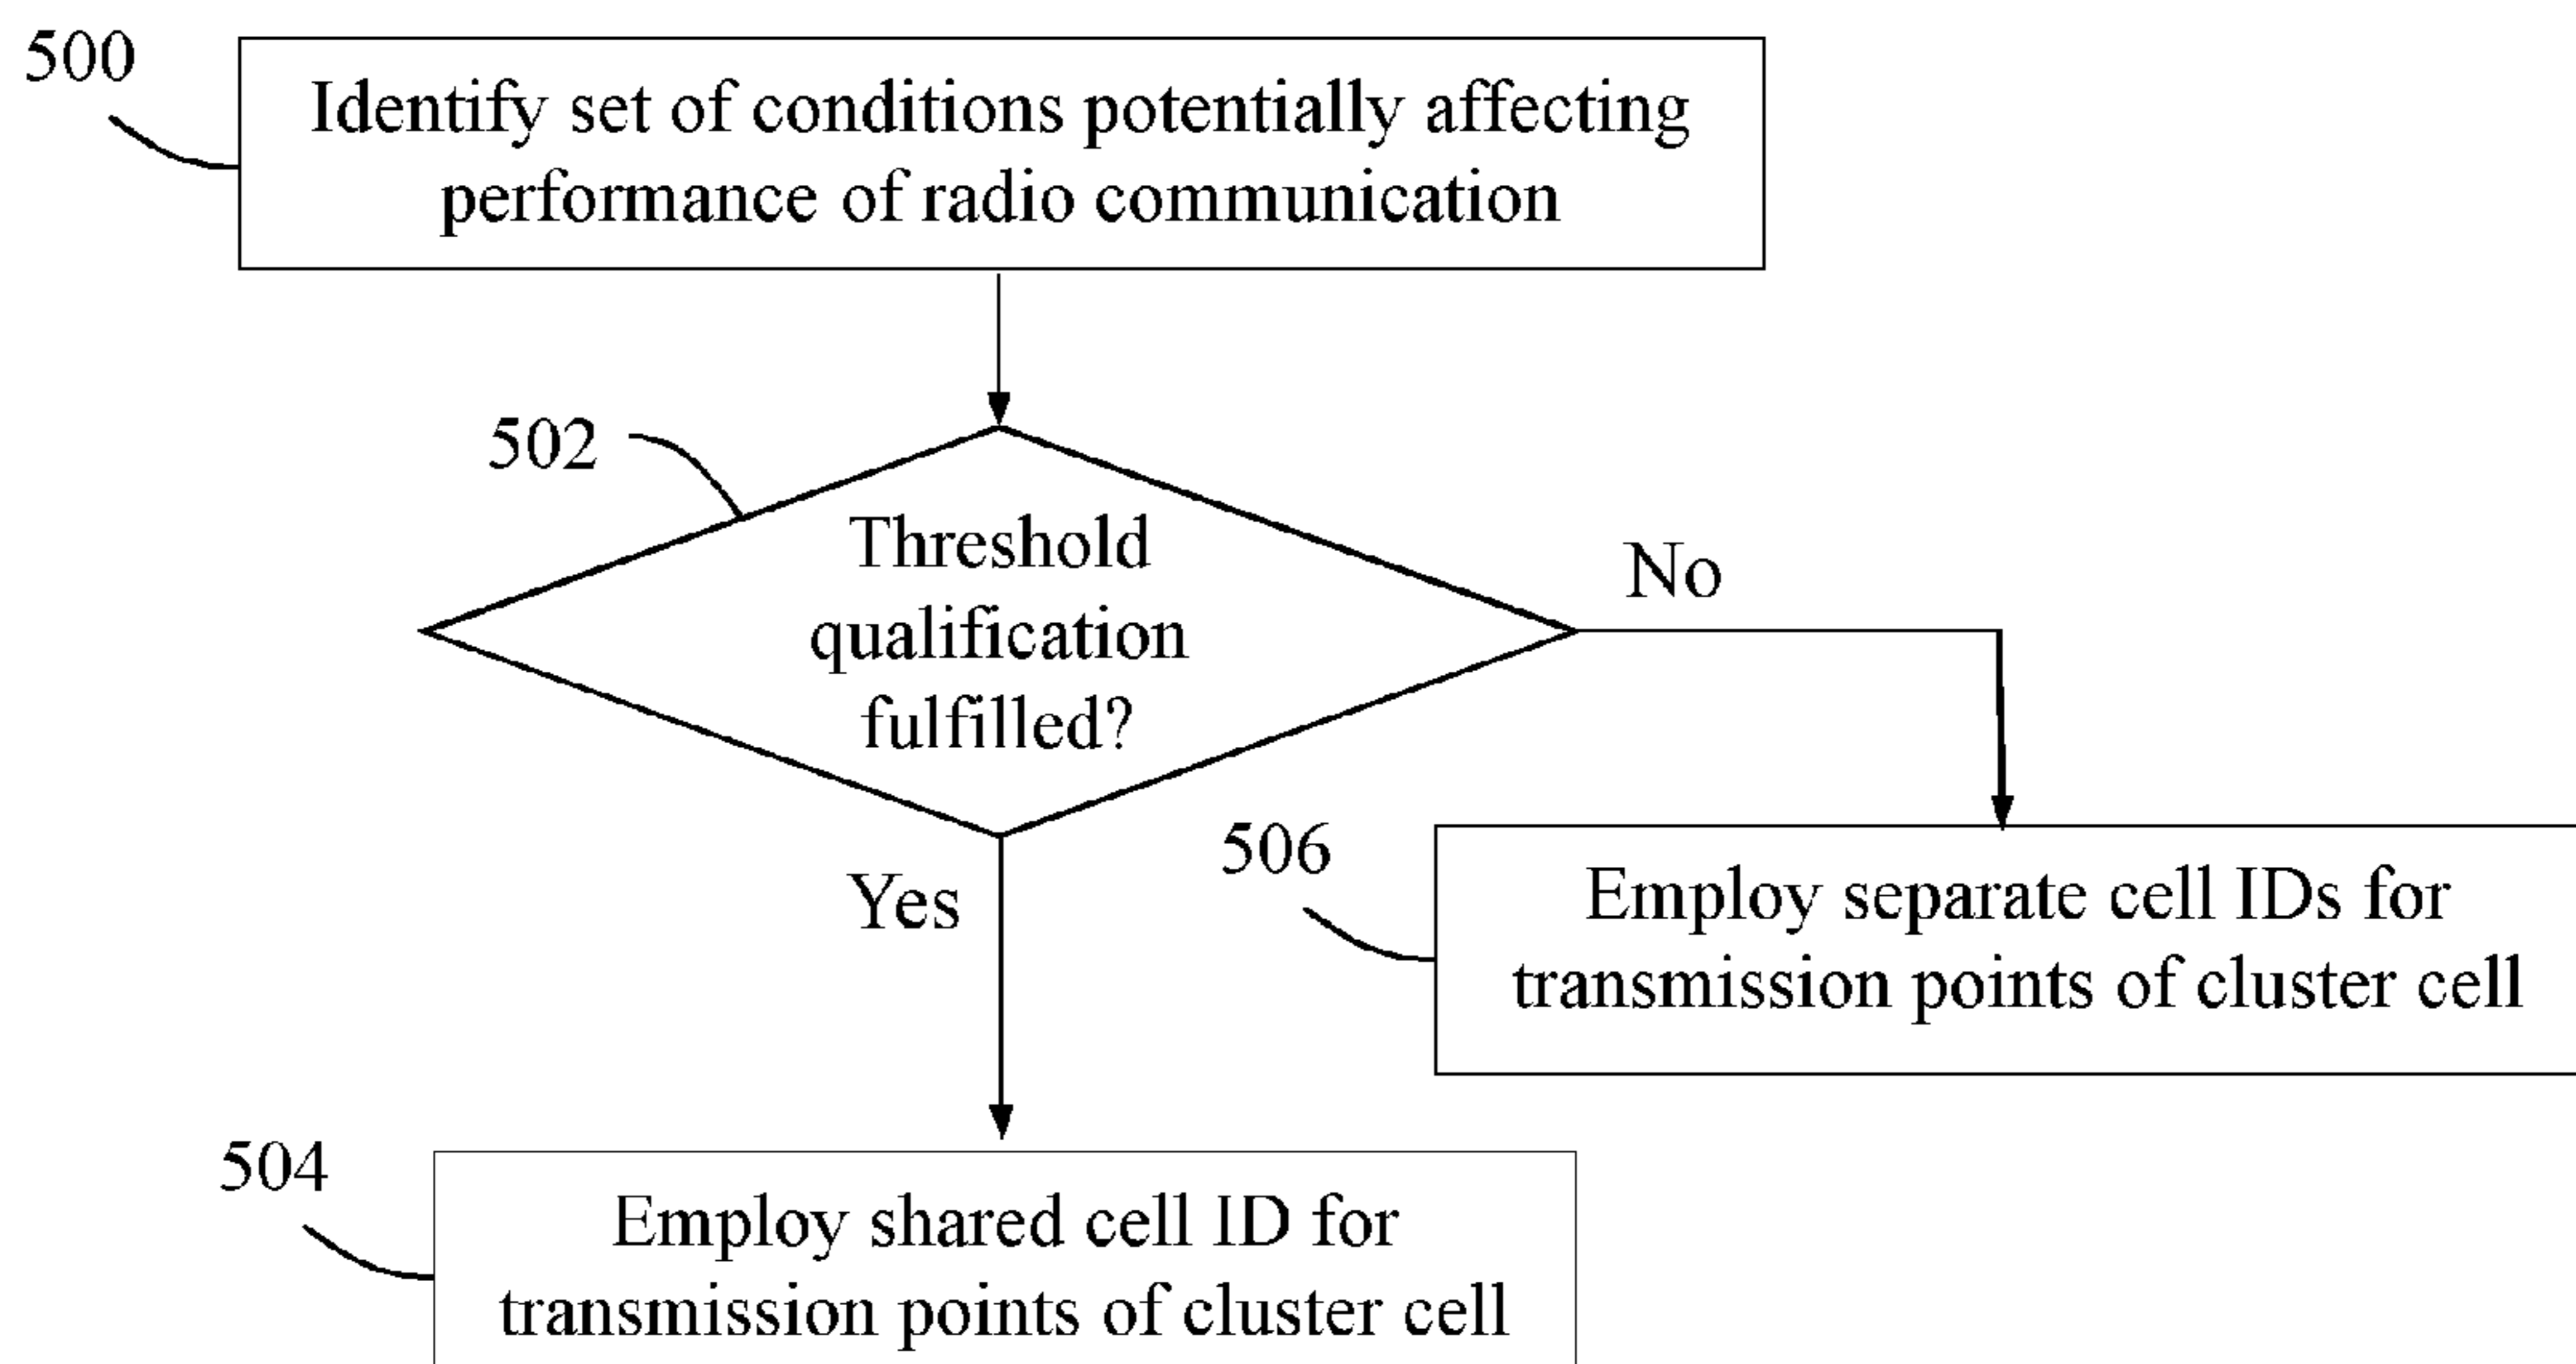 500
Identify set of conditions potentially affecting
performance of radio communication
502
Threshold
qualification
fulfilled?
No
Yes
506
Employ separate cell IDs for
transmission points of cluster cell
504
Employ shared cell ID for
transmission points of cluster cell